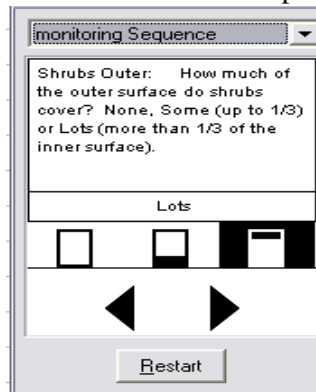 monitoring Sequence
Shrubs Outer: How much of
the outer surface do shrubs
cover? None, Some (up to 1/3)
or Lots (more than 1/3 of the
inner surface).
Lots
Restart